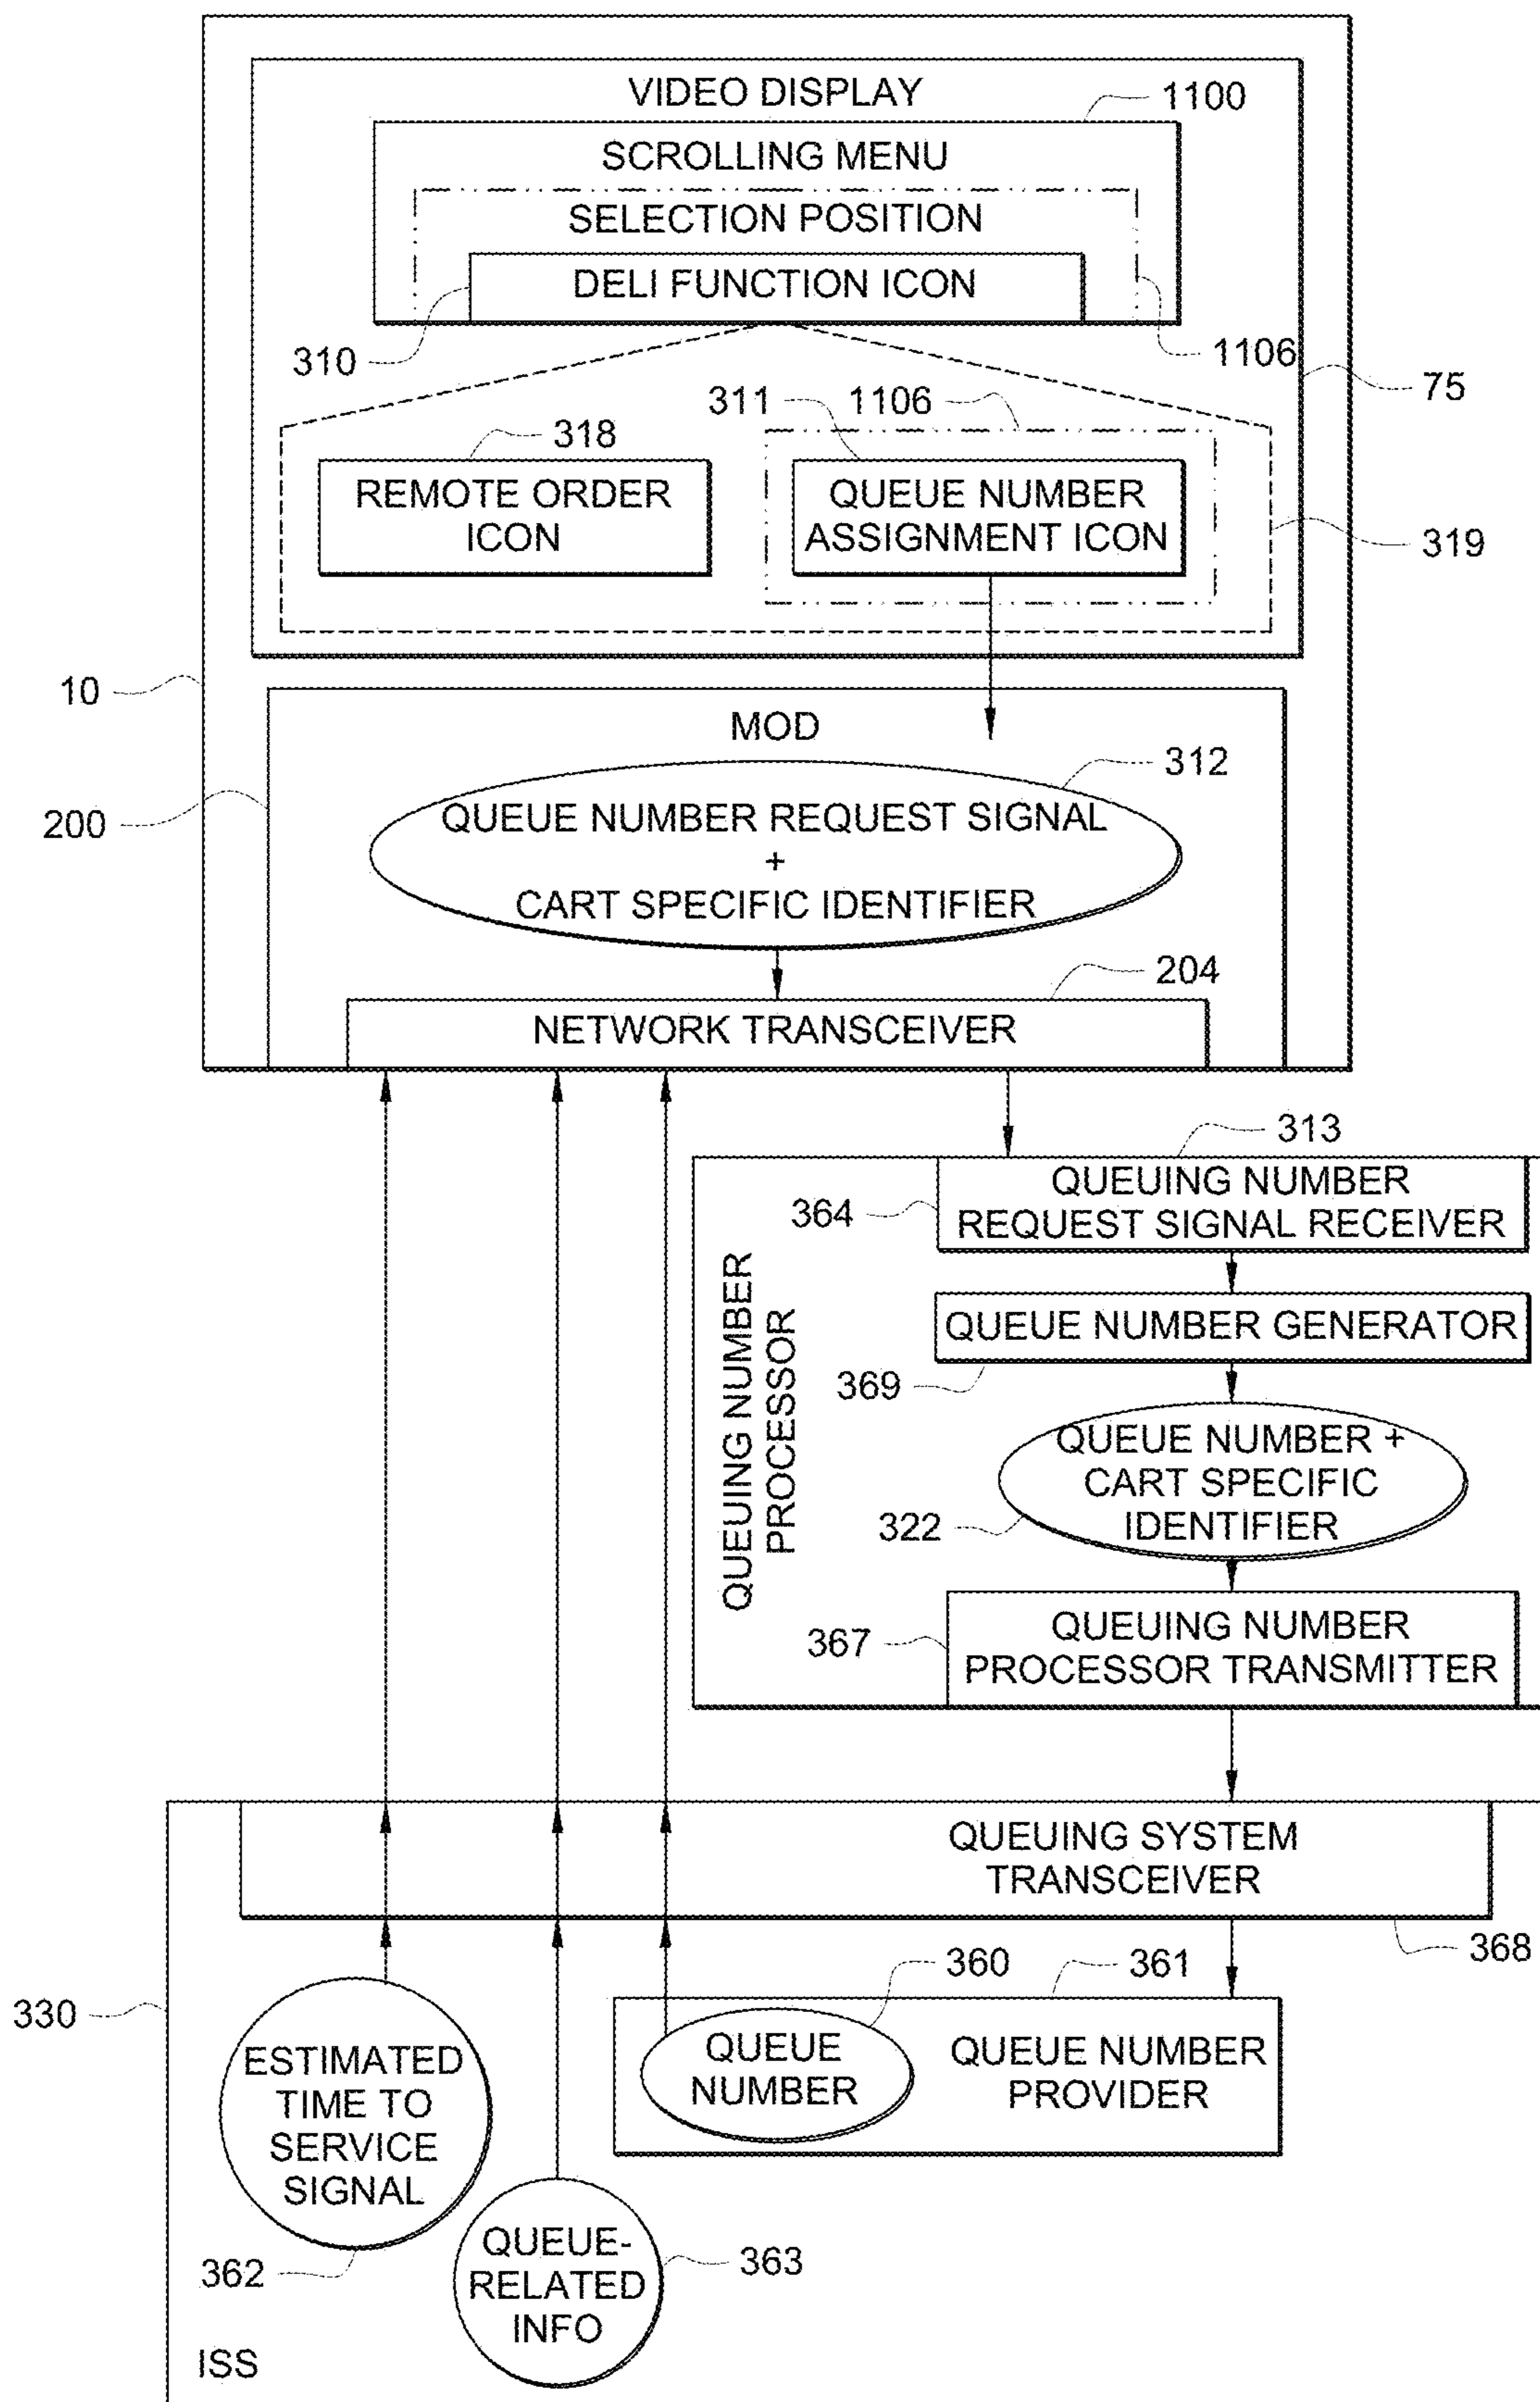 VIDEO DISPLAY
1100
SCROLLING MENU
SELECTION POSITION
DELI FUNCTION ICON
310
1106
75
311
1106
318
REMOTE ORDER
ICON
QUEUE NUMBER
ASSIGNMENT ICON
319
10
MOD
312
200
QUEUE NUMBER REQUEST SIGNAL
+
CART SPECIFIC IDENTIFIER
204
NETWORK TRANSCEIVER
313
364
QUEUING NUMBER
REQUEST SIGNAL RECEIVER
QUEUING NUMBER
PROCESSOR
QUEUE NUMBER GENERATOR
369
QUEUE NUMBER +
CART SPECIFIC
IDENTIFIER
322
367
QUEUING NUMBER
PROCESSOR TRANSMITTER
QUEUING SYSTEM
TRANSCEIVER
368
360
361
330
QUEUE
NUMBER
QUEUE NUMBER
PROVIDER
ESTIMATED
TIME TO
SERVICE
SIGNAL
362
QUEUE-
RELATED
INFO
363
ISS